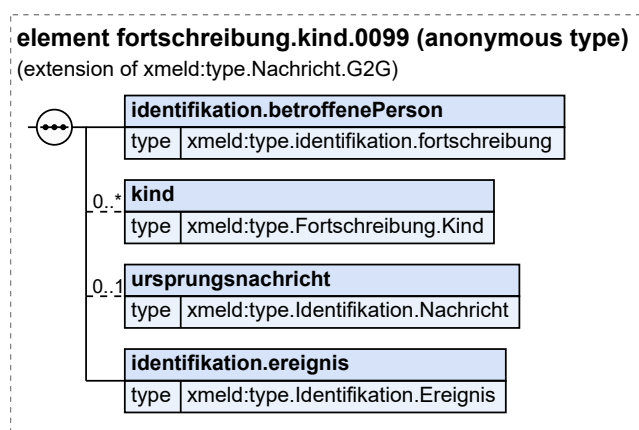 element fortschreibung.kind.0099 (anonymous type)
(extension of xmeld:type.Nachricht.G2G)
identifikation.betroffenePerson
type xmeld:type.identifikation.fortschreibung
0..* kind
type xmeld:type.Fortschreibung.Kind
0..1 ursprungsnachricht
type xmeld:type.Identifikation.Nachricht
identifikation.ereignis
type xmeld:type.Identifikation.Ereignis